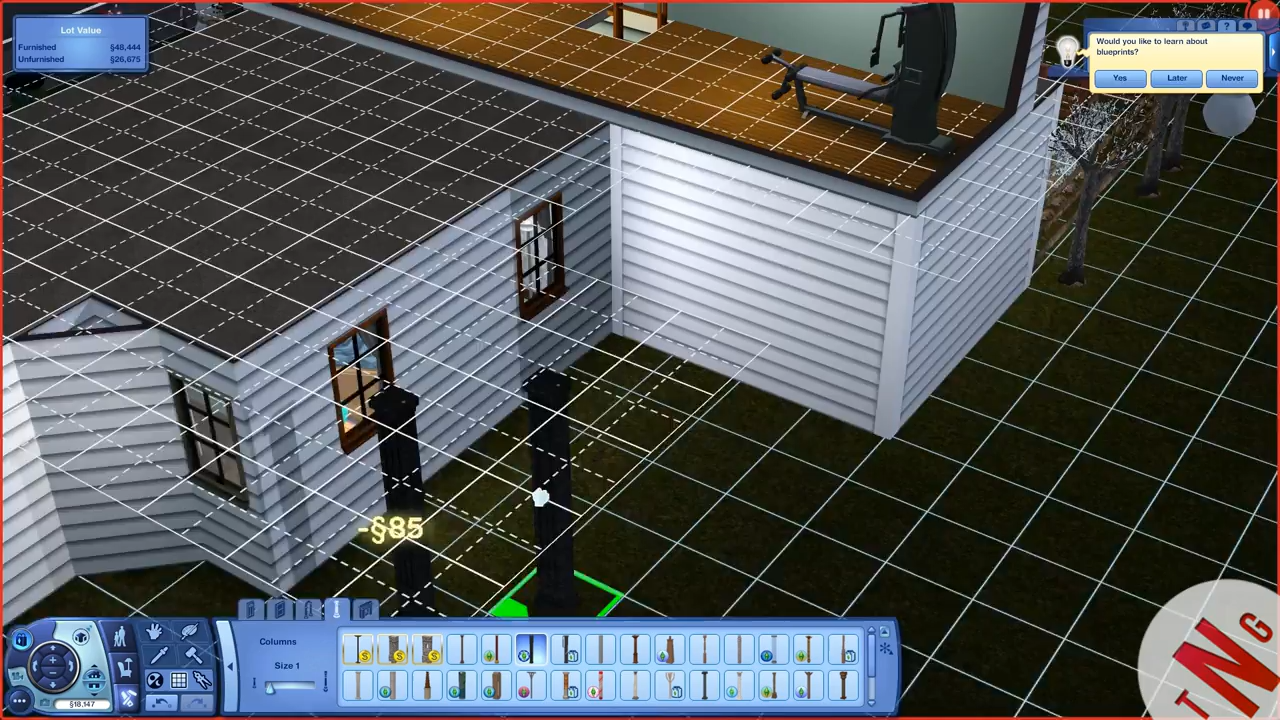 Lot Value
Furnished §48,444
Unfurnished §26,675
Would you like to learn about
blueprints?
Yes Later Never
-§85
Columns
Size 1
§18,147
N G